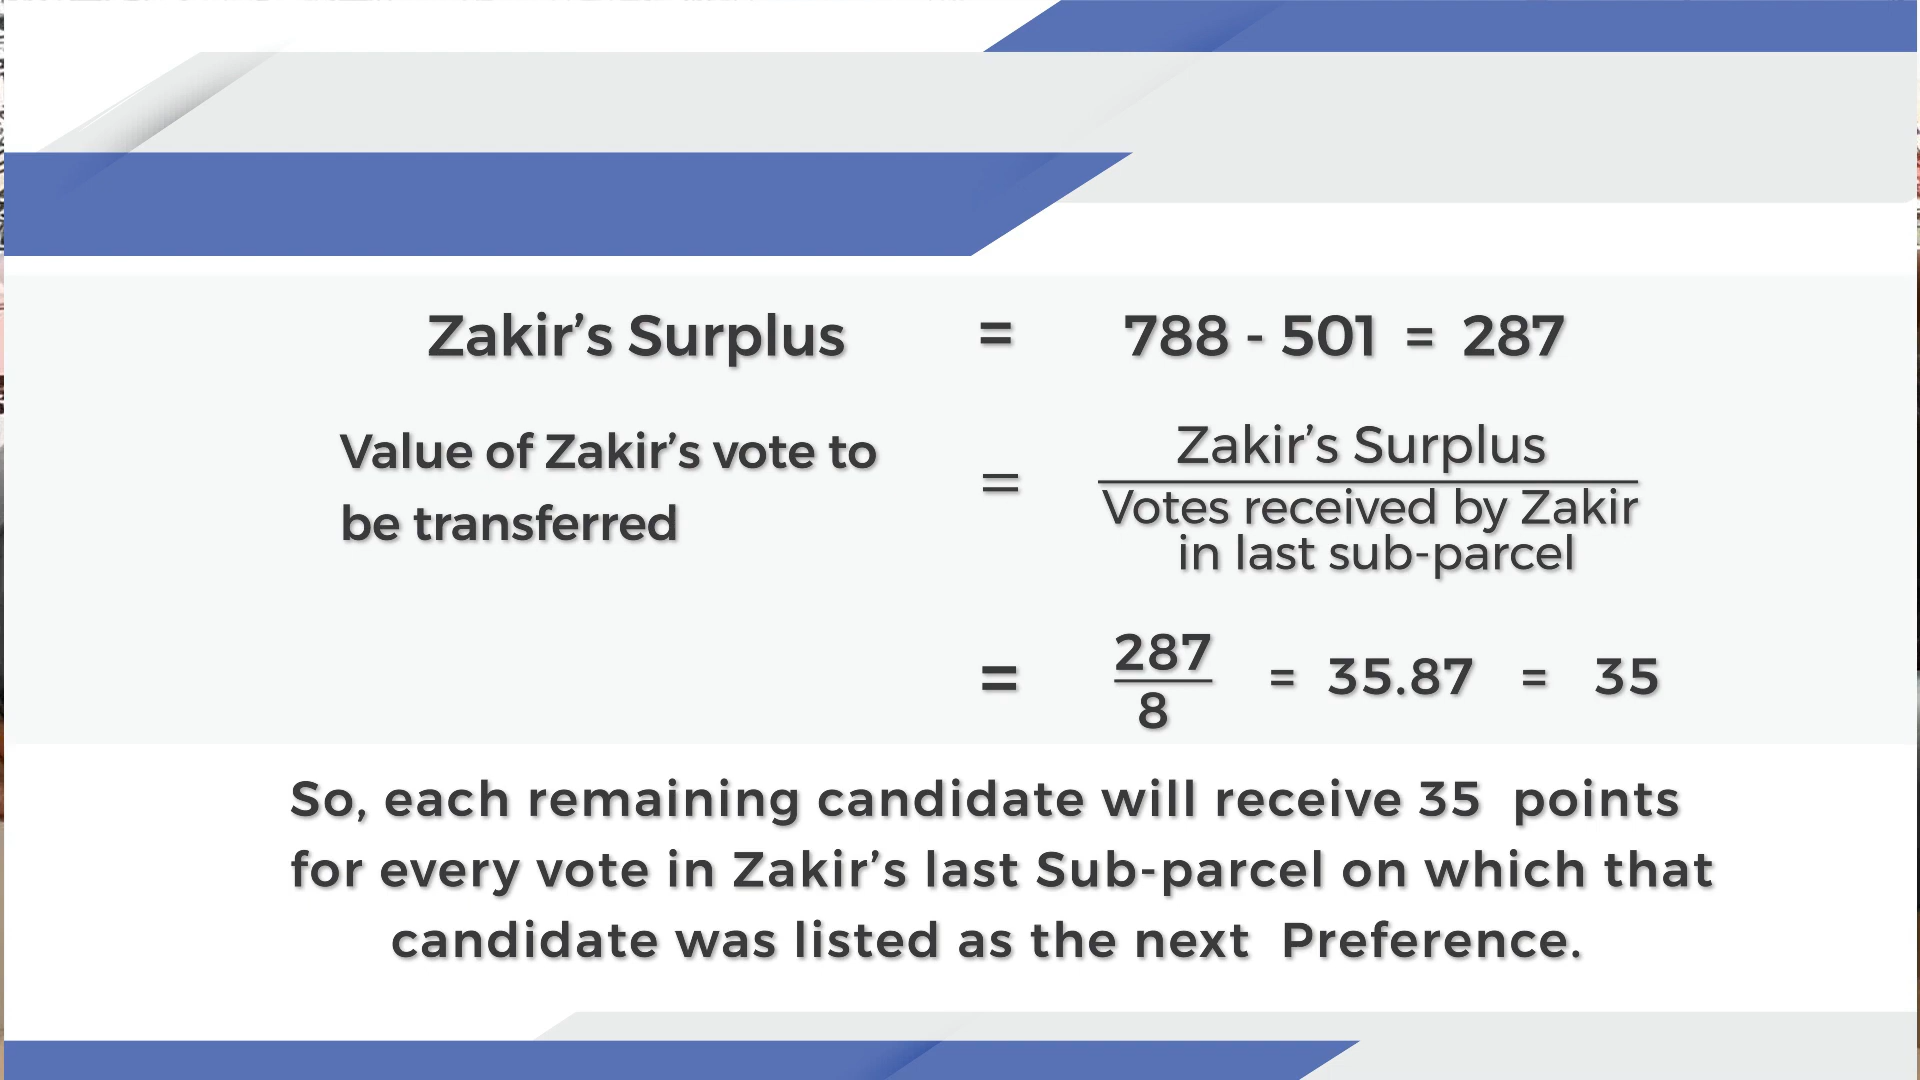 Zakir’s Surplus = 788 - 501 = 287
Value of Zakir’s vote to
be transferred
=
Zakir’s Surplus
Votes received by Zakir
in last sub-parcel
= 287
8
= 35.87 = 35
So, each remaining candidate will receive 35 points
for every vote in Zakir’s last Sub-parcel on which that
candidate was listed as the next Preference.